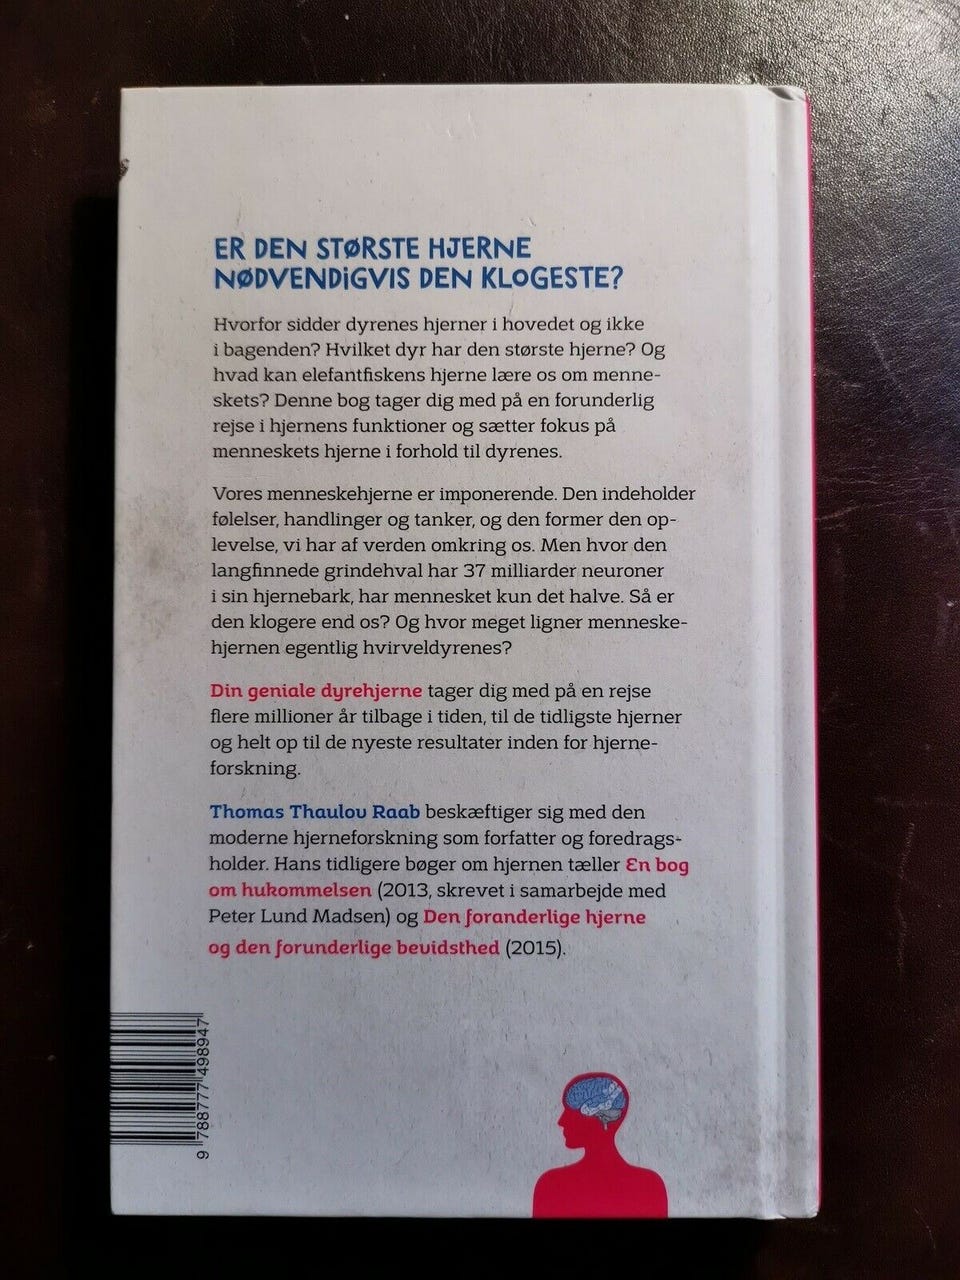 ER DEN STØRSTE HJERNE
NØDVENDiGVIS DEN KLOGESTE?
Hvorfor sidder dyrenes hjerner i hovedet og ikke
i bagenden? Hvilket dyr har den største hjerne? Og
hvad kan elefantfiskens hjerne lære os om menne-
skets? Denne bog tager dig med på en forunderlig
rejse i hjernens funktioner og sætter fokus på
menneskets hjerne i forhold til dyrenes.
Vores menneskehjerne er imponerende. Den indeholder
følelser, handlinger og tanker, og den former den op-
levelse, vi har af verden omkring os. Men hvor den
langfinnede grindehval har 37 milliarder neuroner
i sin hjernebark, har mennesket kun det halve. Så er
den klogere end os? Og hvor meget ligner menneske-
hjernen egentlig hvirveldyrenes?
Din geniale dyrehjerne tager dig med på en rejse
flere millioner år tilbage i tiden, til de tidligste hjerner
og helt op til de nyeste resultater inden for hjerne-
forskning.
Thomas Thaulov Raab beskæftiger sig med den
moderne hjerneforskning som forfatter og foredrags-
holder. Hans tidligere bøger om hjernen tæller En bog
om hukommelsen (2013, skrevet i samarbejde med
Peter Lund Madsen) og Den foranderlige hjerne
og den forunderlige bevidsthed (2015).
9 788777 498947